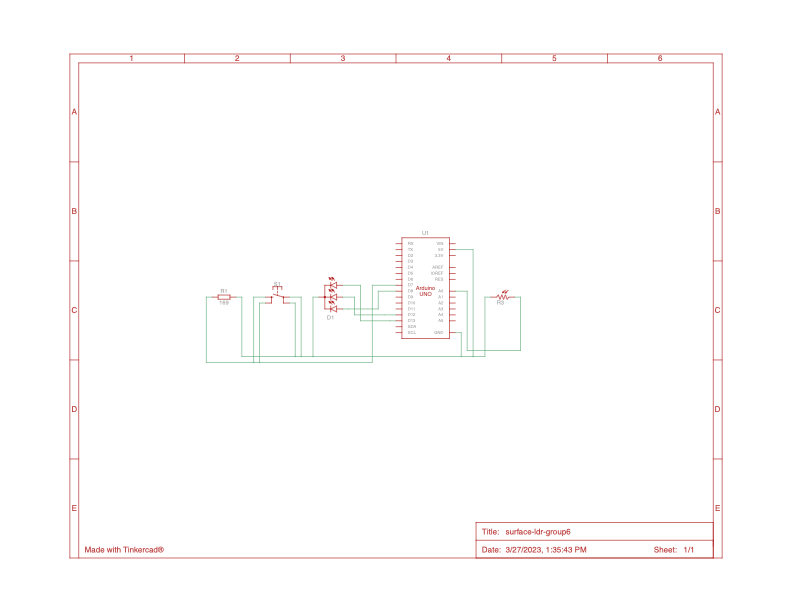 1 2 3 4 5 6
A A
B B
U1
RX
TX 5V
D2 3.3V
D3
D4 AREF
D5
D6 RES
D7
Arduino
UNO
D8 A0
D9 A1
D10 A2
D11 A3
D12 A4
D13 A5
SDA
SCL GND
R1
S1
D1
R2
C C
D D
E E
Title: surface-ldr-group6
Made with Tinkercad®
Date: 3/27/2023, 1:35:43 PM Sheet: 1/1